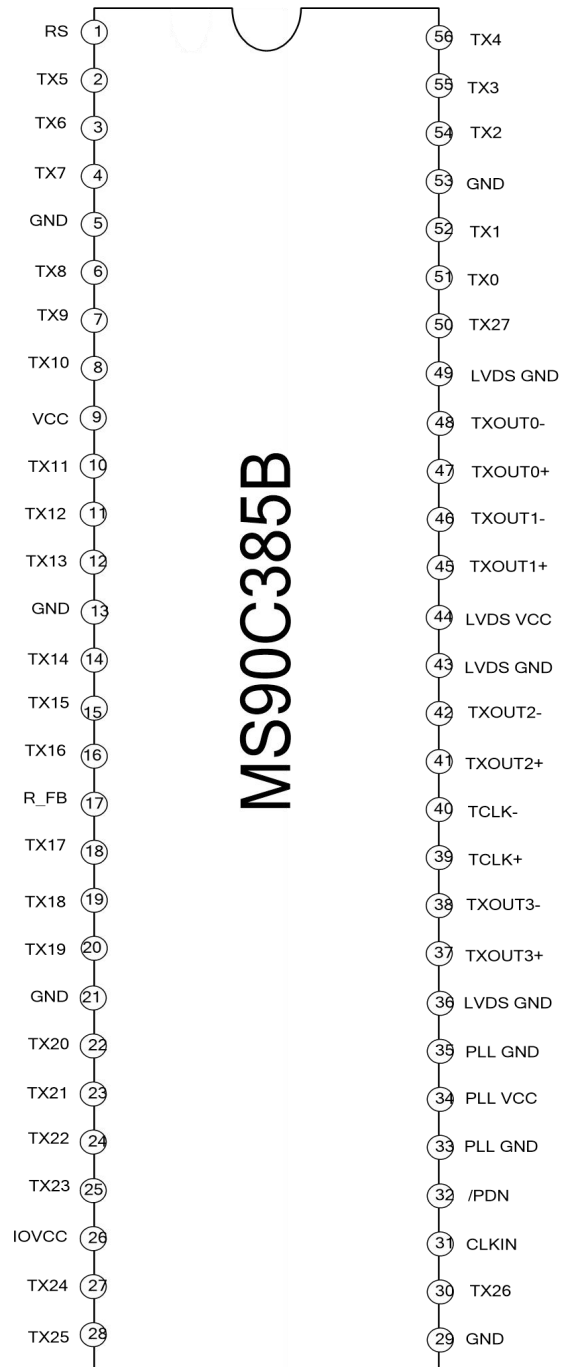 RS 1
TX5 2
TX6 3
TX7 4
GND 5
TX8 6
TX9 7
TX10 8
VCC 9
TX11 10
TX12 11
TX13 12
GND 13
TX14 14
TX15 15
TX16 16
R_FB 17
TX17 18
TX18 19
TX19 20
GND 21
TX20 22
TX21 23
TX22 24
TX23 25
IOVCC 26
TX24 27
TX25 28
MS90C385B
56 TX4
55 TX3
54 TX2
53 GND
52 TX1
51 TX0
50 TX27
49 LVDS GND
48 TXOUT0-
47 TXOUT0+
46 TXOUT1-
45 TXOUT1+
44 LVDS VCC
43 LVDS GND
42 TXOUT2-
41 TXOUT2+
40 TCLK-
39 TCLK+
38 TXOUT3-
37 TXOUT3+
36 LVDS GND
35 PLL GND
34 PLL VCC
33 PLL GND
32 /PDN
31 CLKIN
30 TX26
29 GND